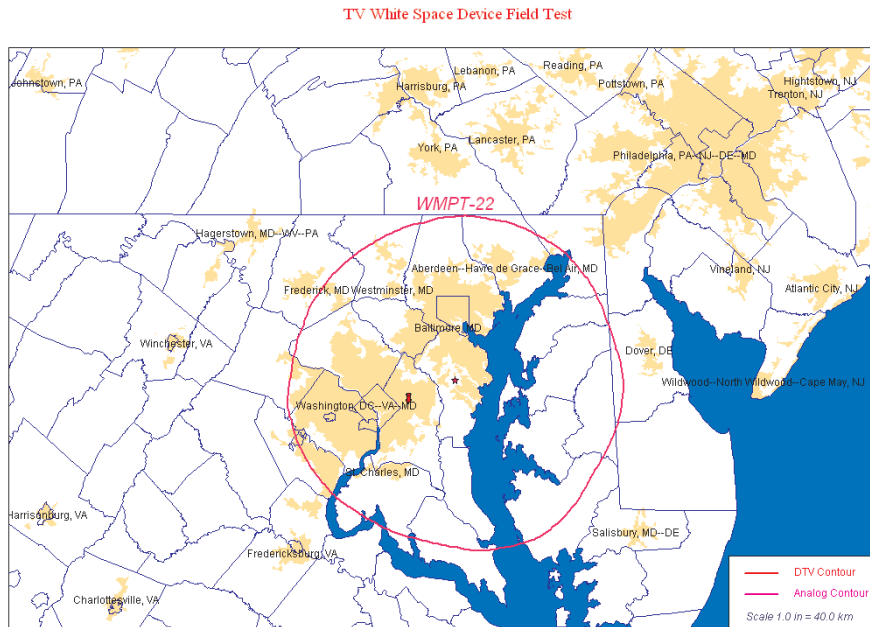 TV White Space Device Field Test
Johnstown, PA
Harrisburg, PA
Lebanon, PA
Reading, PA
Pottstown, PA
Hightstown, NJ
Trenton, NJ
York, PA
Lancaster, PA
Philadelphia, PA--NJ--DE--MD
WMPT-22
Hagerstown, MD--WV--PA
Aberdeen--Havre de Grace--Bel Air, MD
Vineland, NJ
Frederick, MD
Westminster, MD
Atlantic City, NJ
Baltimore, MD
Winchester, VA
Dover, DE
Wildwood--North Wildwood--Cape May, NJ
Washington, DC--VA--MD
St. Charles, MD
Harrisonburg, VA
Salisbury, MD--DE
Fredericksburg, VA
Charlottesville, VA
DTV Contour
Analog Contour
Scale 1.0 in = 40.0 km